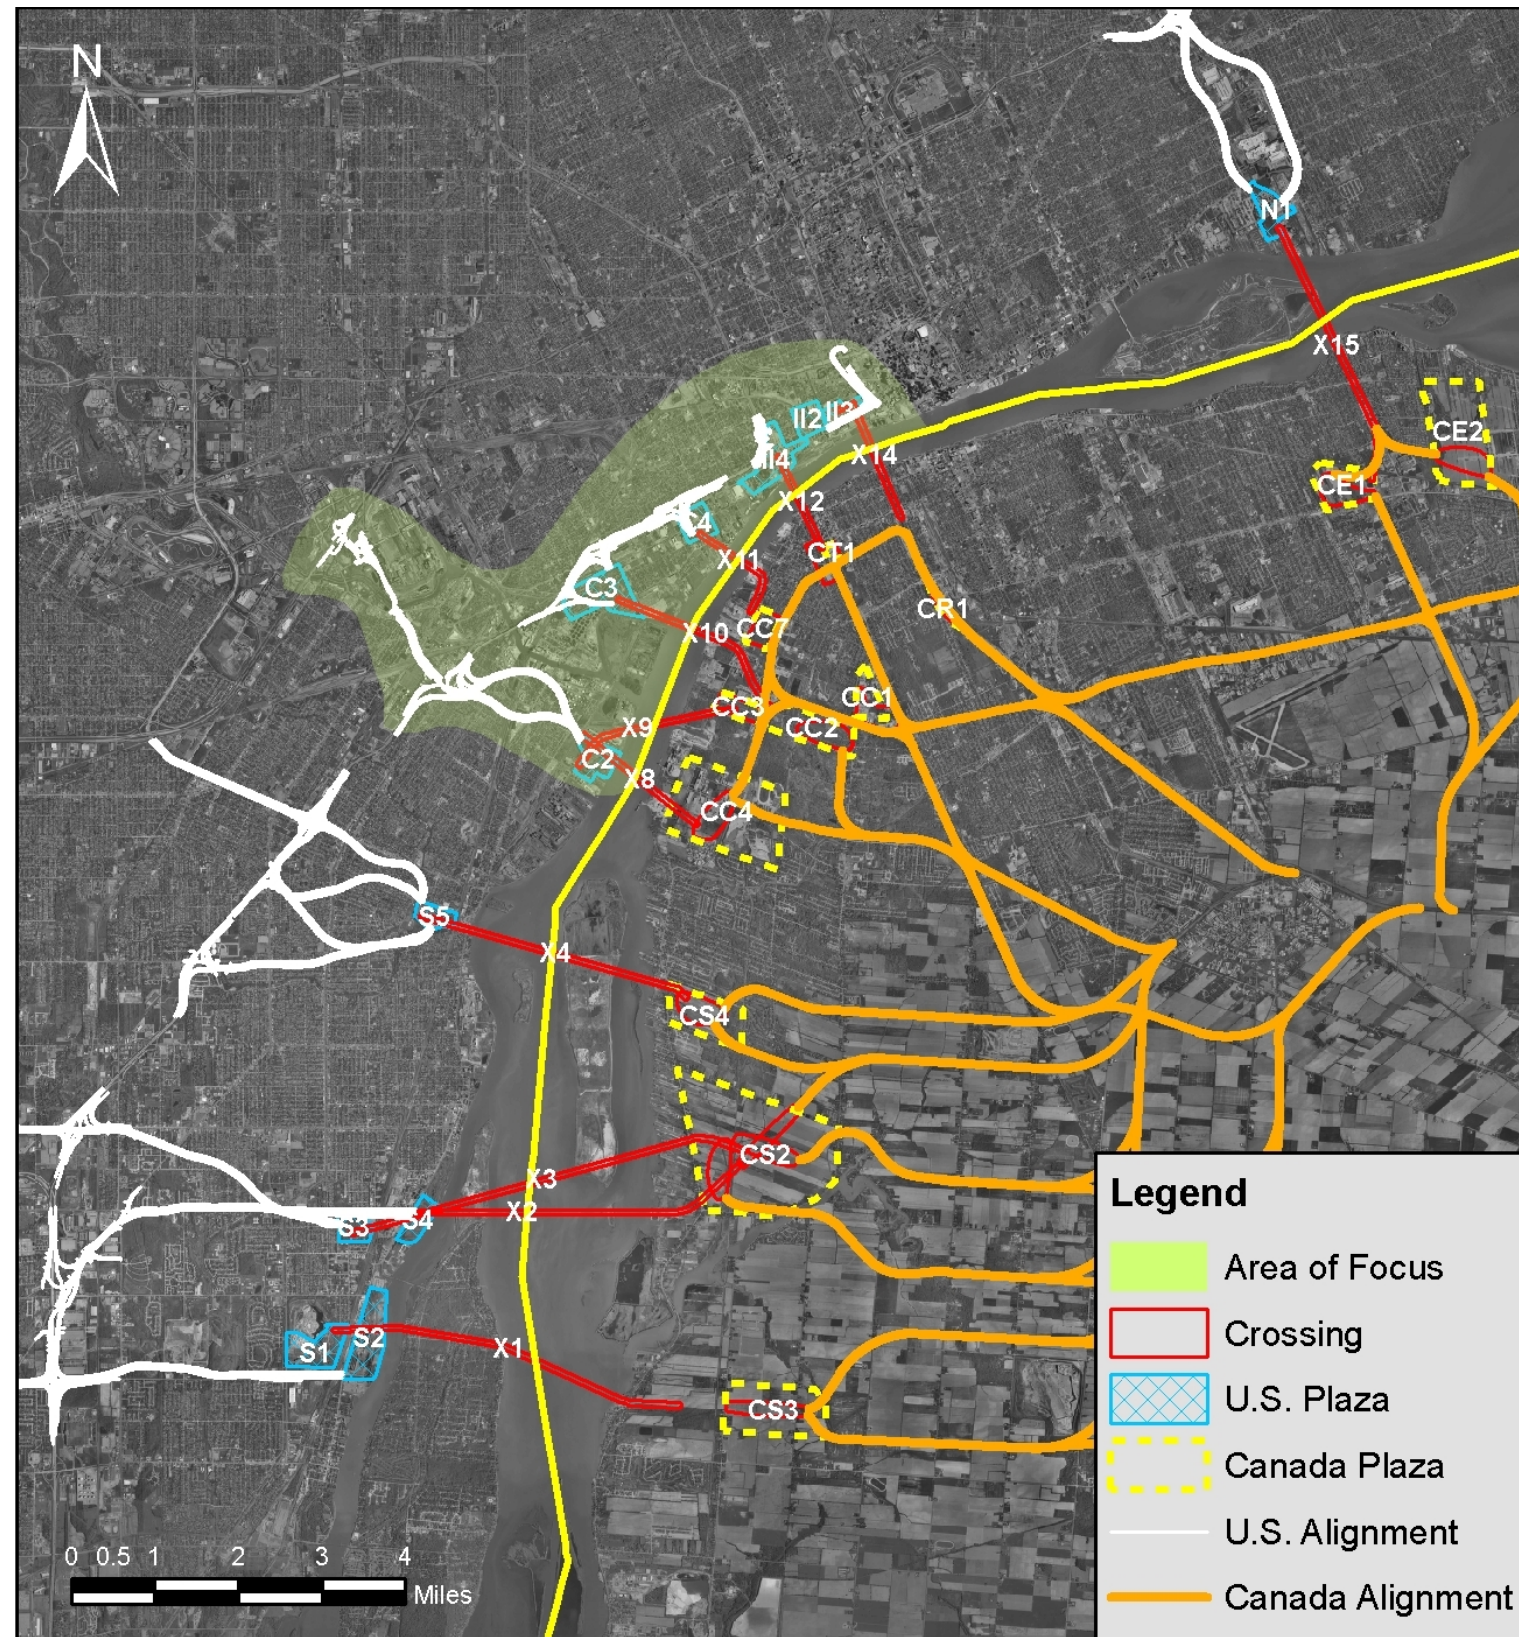 N
N1
X15
CE2
CE1
II2
II3
X14
II4
X12
C4
X11
CT1
C3
CR1
X10
CC7
CC1
CC3
X9
CC2
C2
X8
CC4
S5
X4
CS4
CS2
X3
X2
S4
S3
S2
S1
X1
CS3
Legend
Area of Focus
Crossing
U.S. Plaza
Canada Plaza
U.S. Alignment
Canada Alignment
0 0.5 1 2 3 4
Miles